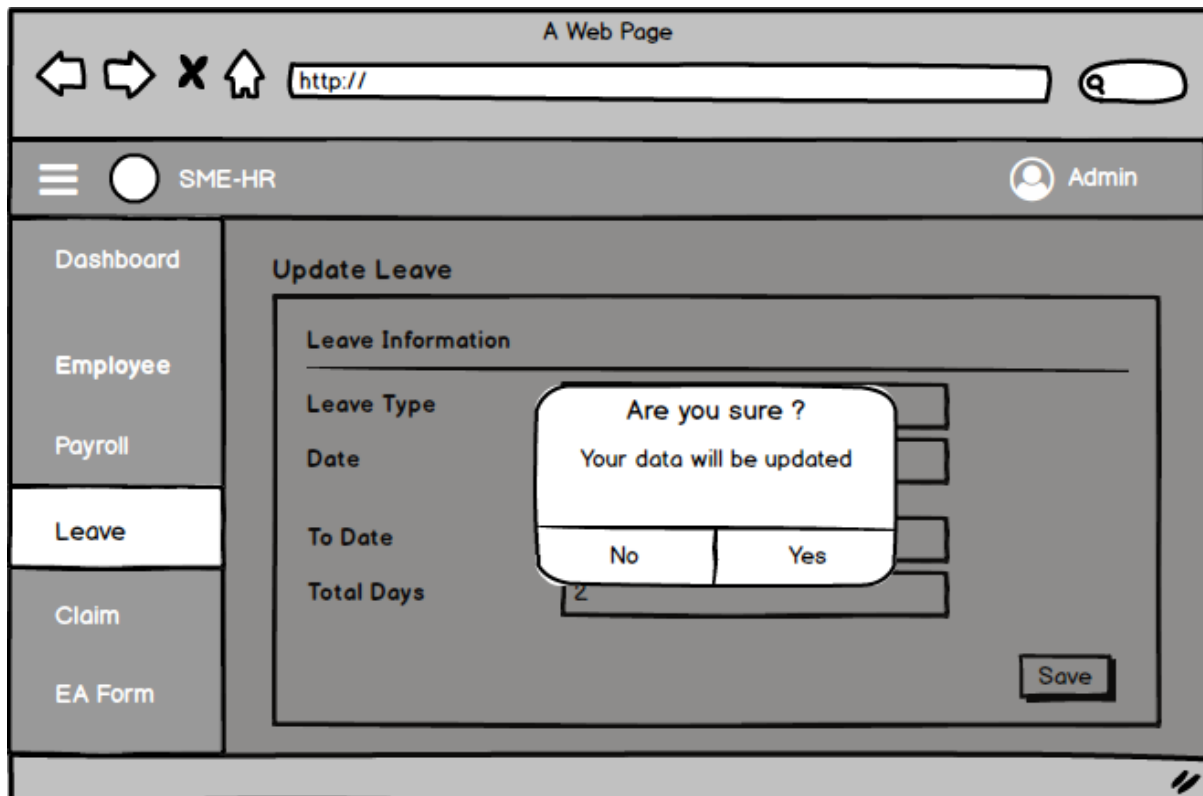 A Web Page
http://
SME-HR
Admin
Dashboard
Employee
Payroll
Leave
Claim
EA Form
Update Leave
Leave Information
Leave Type
Date
To Date
Total Days
2
Are you sure ?
Your data will be updated
No
Yes
Save